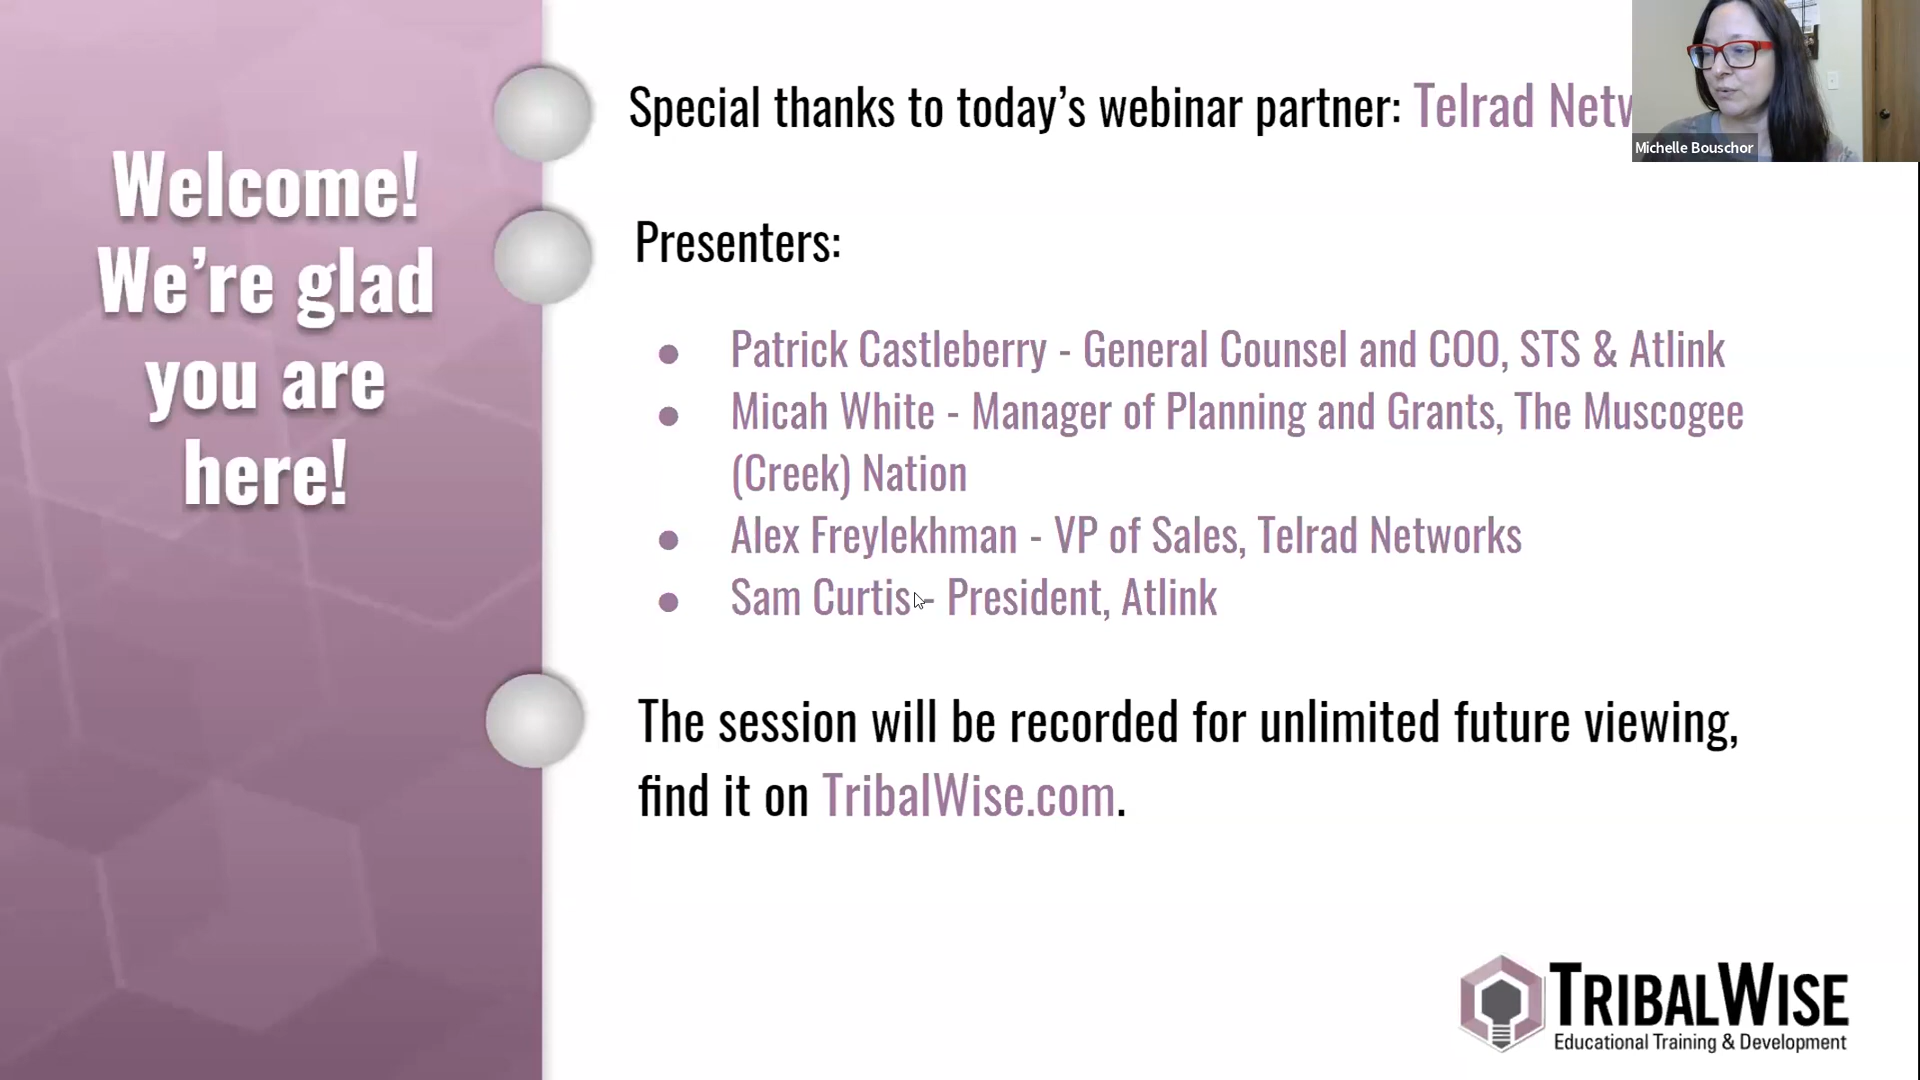 Welcome!
We're glad
you are
here!
Special thanks to today's webinar partner: Telrad Netw
Michelle Bouschor
Presenters:
● Patrick Castleberry - General Counsel and COO, STS & Atlink
● Micah White - Manager of Planning and Grants, The Muscogee
(Creek) Nation
● Alex Freylekhman - VP of Sales, Telrad Networks
● Sam Curtis - President, Atlink
The session will be recorded for unlimited future viewing,
find it on TribalWise.com.
TRIBALWISE
Educational Training & Development